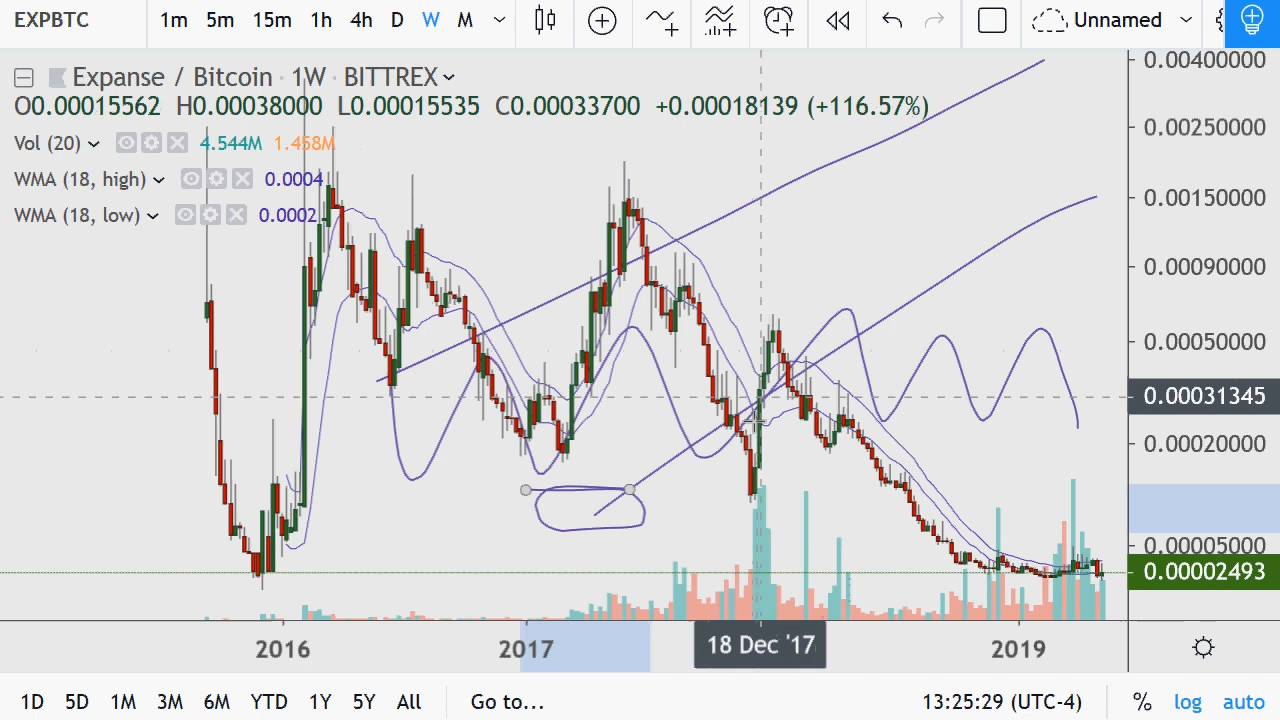 EXPBTC 1m 5m 15m 1h 4h D W M Unnamed
Expanse / Bitcoin · 1W · BITTREX
O0.00015562 H0.00038000 L0.00015535 C0.00033700 +0.00018139 (+116.57%)
Vol (20) 4.544M 1.458M
WMA (18, high) 0.0004
WMA (18, low) 0.0002
0.00400000
0.00250000
0.00150000
0.00090000
0.00050000
0.00031345
0.00020000
0.00005000
0.00002493
2016 2017 18 Dec '17 2019
1D 5D 1M 3M 6M YTD 1Y 5Y All Go to... 13:25:29 (UTC-4) % log auto